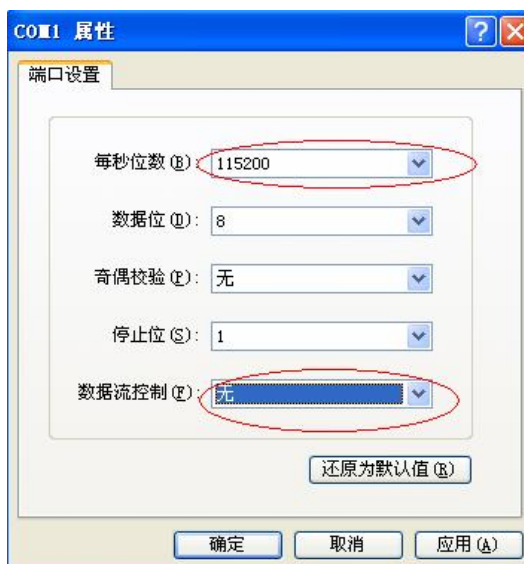 COM1 属性
端口设置
每秒位数(B): 115200
数据位(D): 8
奇偶校验(P): 无
停止位(S): 1
数据流控制(F): 无
还原为默认值(R)
确定 取消 应用(A)